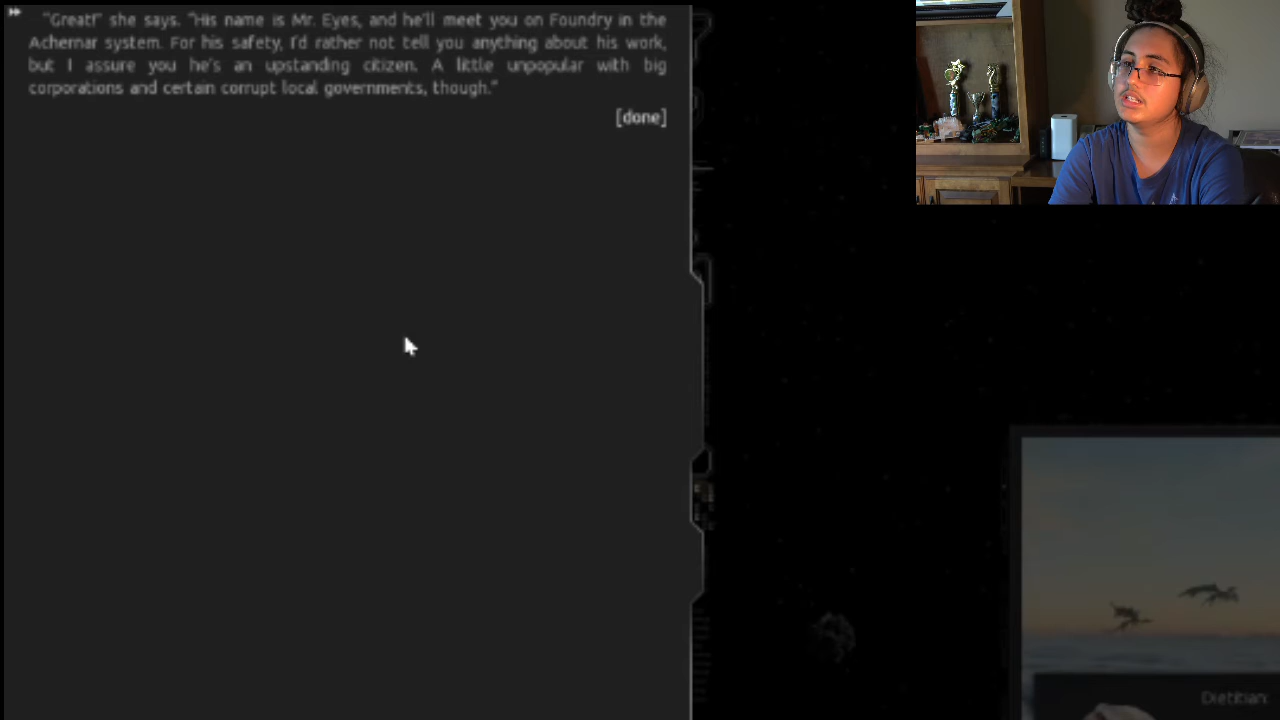 "Great!" she says. "His name is Mr. Eyes, and he'll meet you on Foundry in the
Achernar system. For his safety, I'd rather not tell you anything about his work,
but I assure you he's an upstanding citizen. A little unpopular with big
corporations and certain corrupt local governments, though."
[done]
Dietitian: